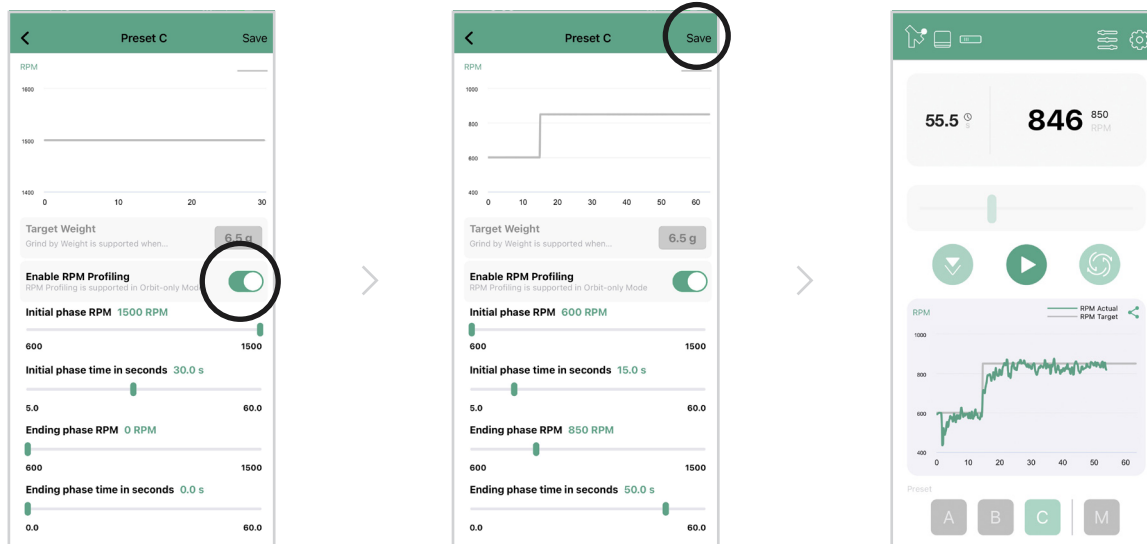 Preset C
Save
RPM
1600
1500
1400
0 10 20 30
Target Weight
Grind by Weight is supported when...
6.5 g
Enable RPM Profiling
RPM Profiling is supported in Orbit-only Mode
Initial phase RPM 1500 RPM
600 1500
Initial phase time in seconds 30.0 s
5.0 60.0
Ending phase RPM 0 RPM
600 1500
Ending phase time in seconds 0.0 s
0.0 60.0
Preset C
Save
RPM
1000
800
600
400
0 10 20 30 40 50 60
Target Weight
Grind by Weight is supported when...
6.5 g
Enable RPM Profiling
RPM Profiling is supported in Orbit-only Mode
Initial phase RPM 600 RPM
600 1500
Initial phase time in seconds 15.0 s
5.0 60.0
Ending phase RPM 850 RPM
600 1500
Ending phase time in seconds 50.0 s
0.0 60.0
55.5 s
846 850
RPM
RPM
RPM Actual
RPM Target
1000
800
600
400
0 10 20 30 40 50 60
Preset
A B C M